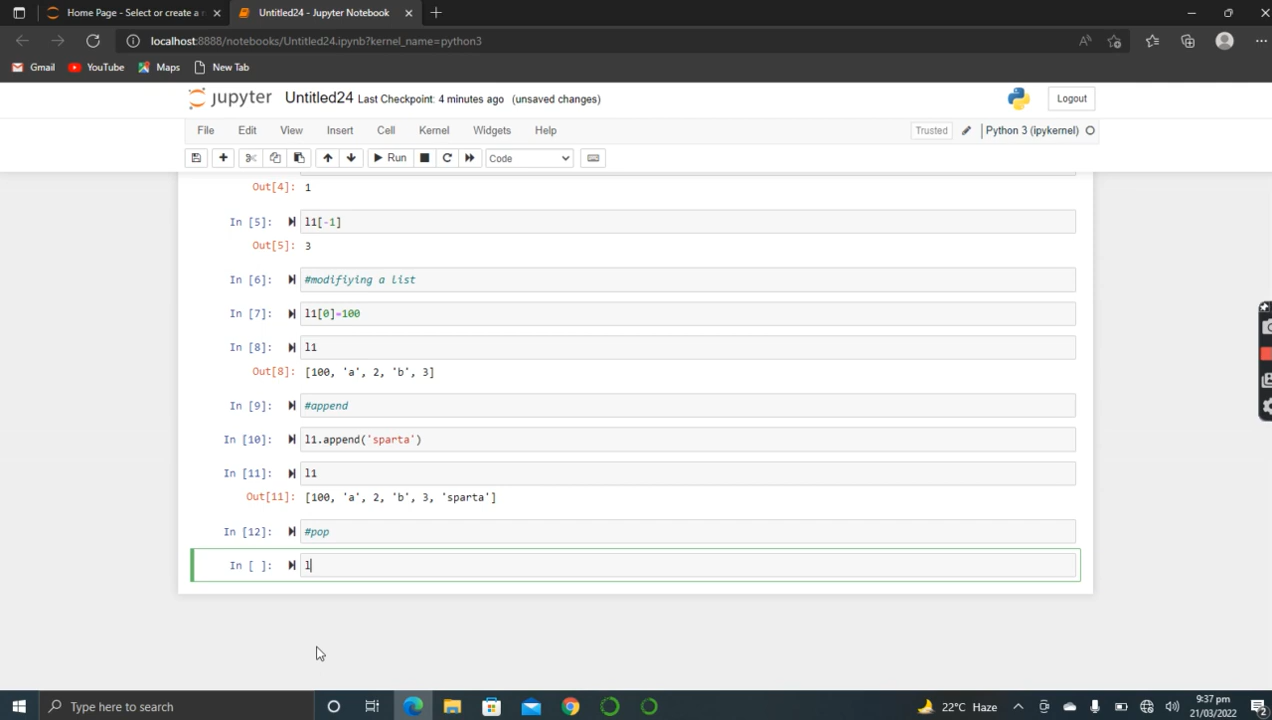 Home Page - Select or create a n
Untitled24 - Jupyter Notebook
localhost:8888/notebooks/Untitled24.ipynb?kernel_name=python3
Gmail
YouTube
Maps
New Tab
jupyter
Untitled24 Last Checkpoint: 4 minutes ago (unsaved changes)
Logout
File Edit View Insert Cell Kernel Widgets Help
Trusted
Python 3 (ipykernel)
Run
Code
Out[4]: 1
In [5]: l1[-1]
Out[5]: 3
In [6]: #modifiying a list
In [7]: l1[0]=100
In [8]: l1
Out[8]: [100, 'a', 2, 'b', 3]
In [9]: #append
In [10]: l1.append('sparta')
In [11]: l1
Out[11]: [100, 'a', 2, 'b', 3, 'sparta']
In [12]: #pop
In [ ]: l
Type here to search
22°C Haze
9:37 pm
21/03/2022
2